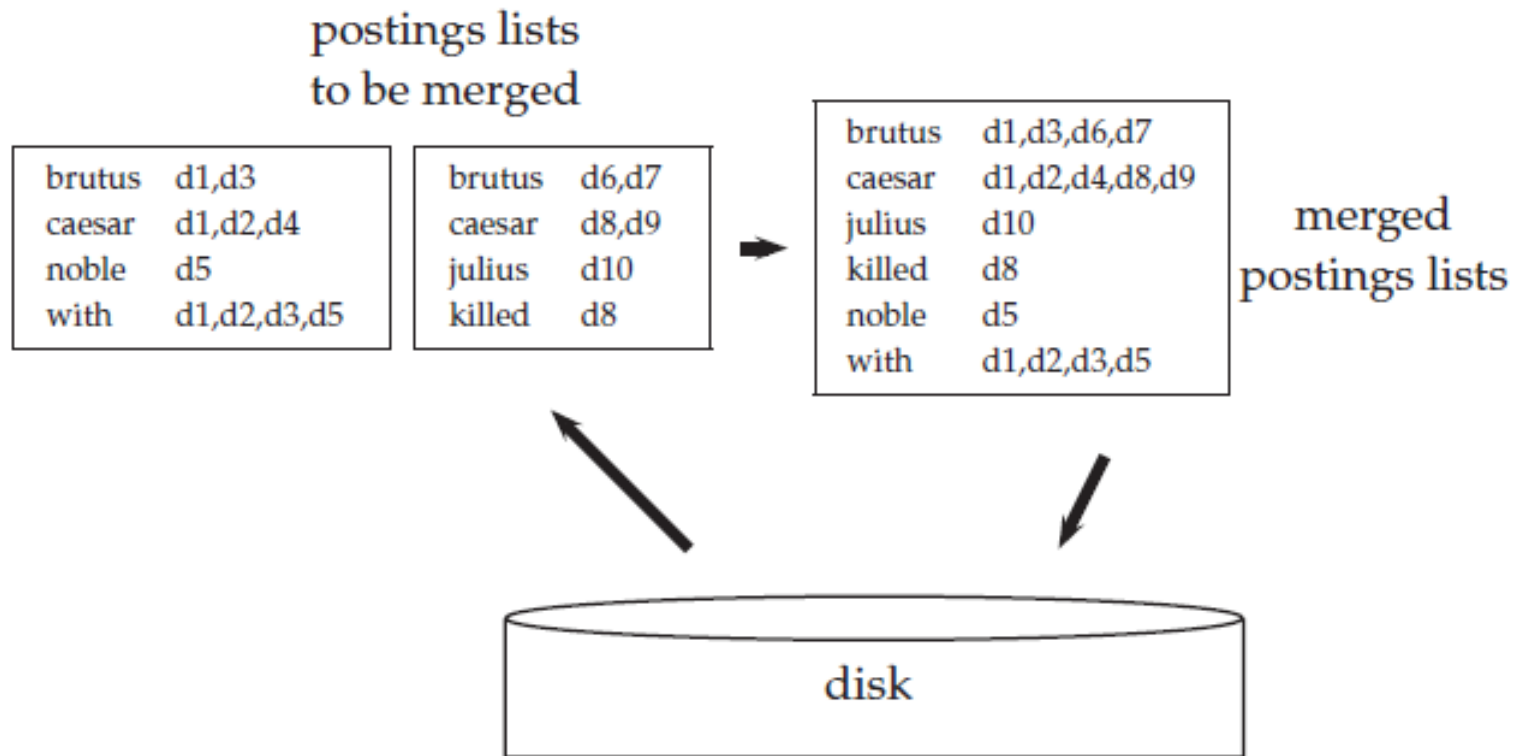 postings lists
to be merged
brutus d1,d3
caesar d1,d2,d4
noble d5
with d1,d2,d3,d5
brutus d6,d7
caesar d8,d9
julius d10
killed d8
brutus d1,d3,d6,d7
caesar d1,d2,d4,d8,d9
julius d10
killed d8
noble d5
with d1,d2,d3,d5
merged
postings lists
disk